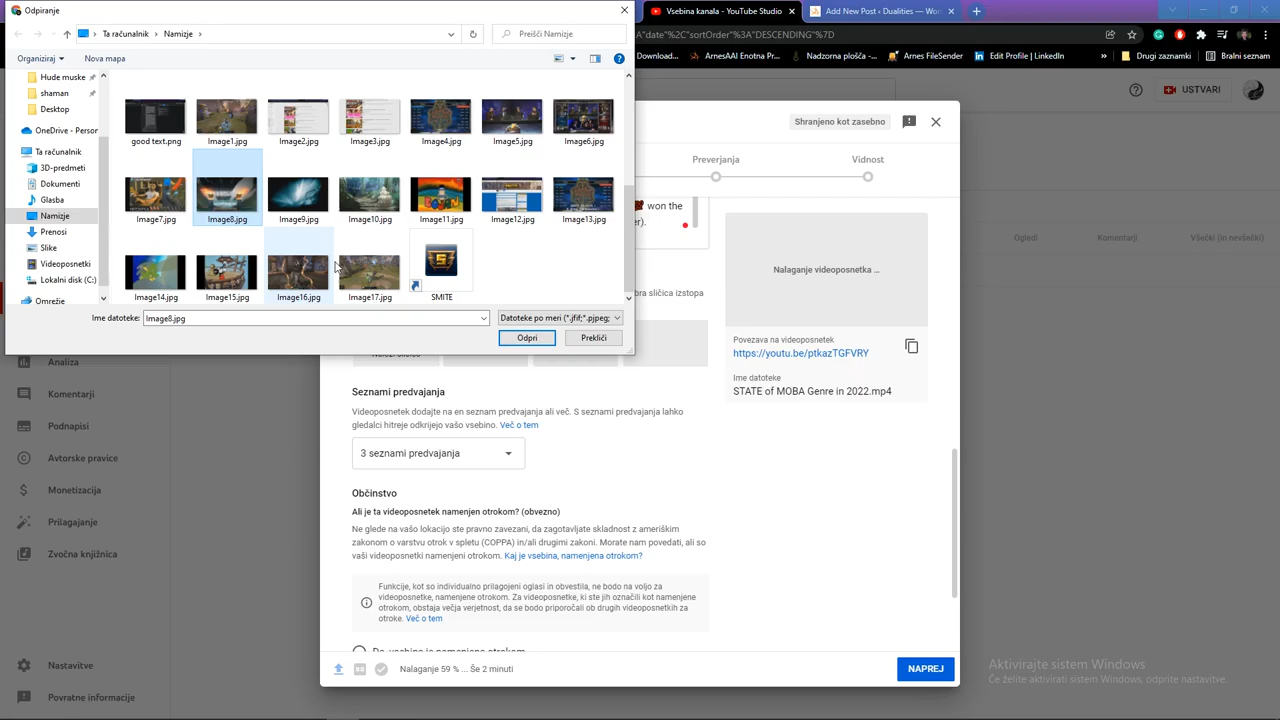 Odpiranje
Vsebina kanala - YouTube Studio
Add New Post ‹ Dualities — Wor
Ta računalnik
Namizje
Preišči Namizje
A"date"%2C"sortOrder"%3A"DESCENDING"%7D
Organiziraj
Nova mapa
Download...
ArnesAAI Enotna Pr...
Nadzorna plošča‹ ...
Arnes FileSender
Edit Profile | LinkedIn
»
Drugi zaznamki
Bralni seznam
Hude muske
shaman
Desktop
OneDrive - Person
Ta računalnik
3D-predmeti
Dokumenti
Glasba
Namizje
Prenosi
Slike
Videoposnetki
Lokalni disk (C:)
Omrežje
good text.png
Image1.jpg
Image2.jpg
Image3.jpg
Image4.jpg
Image5.jpg
Image6.jpg
Image7.jpg
Image8.jpg
Image9.jpg
Image10.jpg
Image11.jpg
Image12.jpg
Image13.jpg
Image14.jpg
Image15.jpg
Image16.jpg
Image17.jpg
SMITE
Ime datoteke:
Image8.jpg
Datoteke po meri (*.jfif;*.pjpeg;
Odpri
Prekliči
USTVARI
Shranjeno kot zasebno
Preverjanja
Vidnost
won the
r).
bra sličica izstopa
Ogledi
Komentarji
Všečki (in nevšečki)
Nalaganje videoposnetka ...
Povezava na videoposnetek
https://youtu.be/ptkazTGFVRY
Ime datoteke
STATE of MOBA Genre in 2022.mp4
Analiza
Komentarji
Podnapisi
Avtorske pravice
Monetizacija
Prilagajanje
Zvočna knjižnica
Nastavitve
Povratne informacije
Seznami predvajanja
Videoposnetek dodajte na en seznam predvajanja ali več. S seznami predvajanja lahko
gledalci hitreje odkrijejo vašo vsebino. Več o tem
3 seznami predvajanja
Občinstvo
Ali je ta videoposnetek namenjen otrokom? (obvezno)
Ne glede na vašo lokacijo ste pravno zavezani, da zagotavljate skladnost z ameriškim
zakonom o varstvu otrok v spletu (COPPA) in/ali drugimi zakoni. Morate nam povedati, ali so
vaši videoposnetki namenjeni otrokom. Kaj je vsebina, namenjena otrokom?
Funkcije, kot so individualno prilagojeni oglasi in obvestila, ne bodo na voljo za
videoposnetke, namenjene otrokom. Za videoposnetke, ki ste jih označili kot namenjene
otrokom, obstaja večja verjetnost, da se bodo priporočali ob drugih videoposnetkih za
otroke. Več o tem
Da, vsebina je namenjena otrokom
Nalaganje 59 % ... Še 2 minuti
NAPREJ
Aktivirajte sistem Windows
Če želite aktivirati sistem Windows, odprite nastavitve.